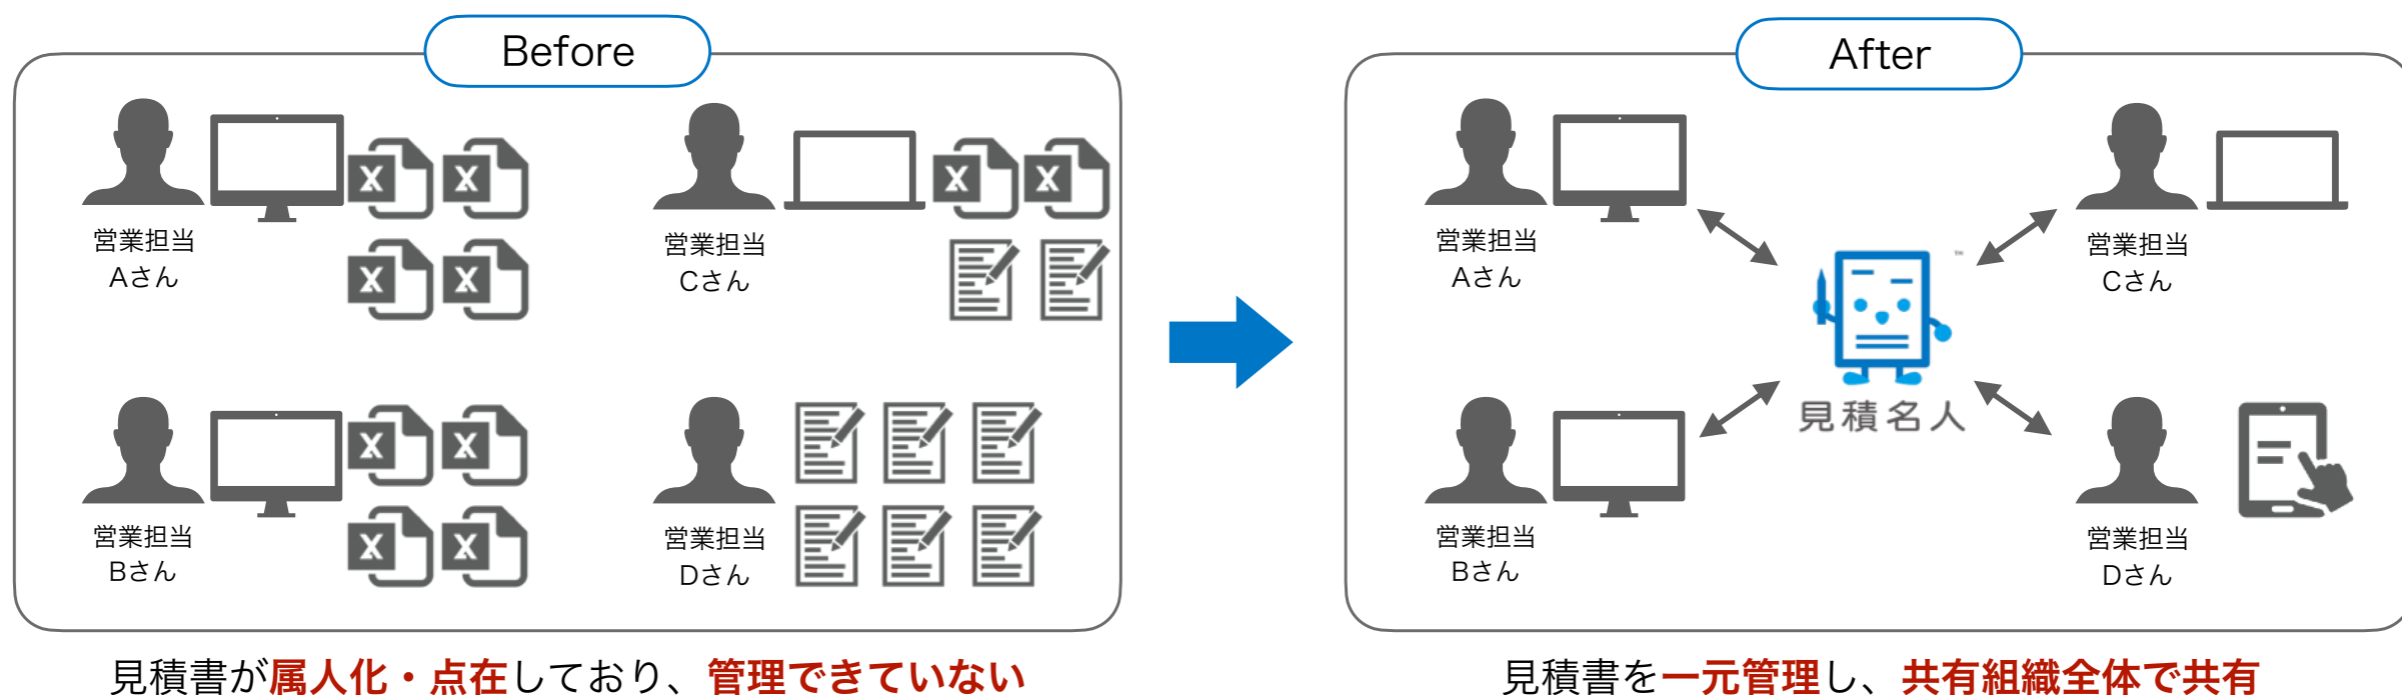 Before
営業担当
Aさん
営業担当
Cさん
営業担当
Bさん
営業担当
Dさん
見積書が属人化・点在しており、管理できていない
After
営業担当
Aさん
営業担当
Cさん
™
見積名人
営業担当
Bさん
営業担当
Dさん
見積書を一元管理し、共有組織全体で共有